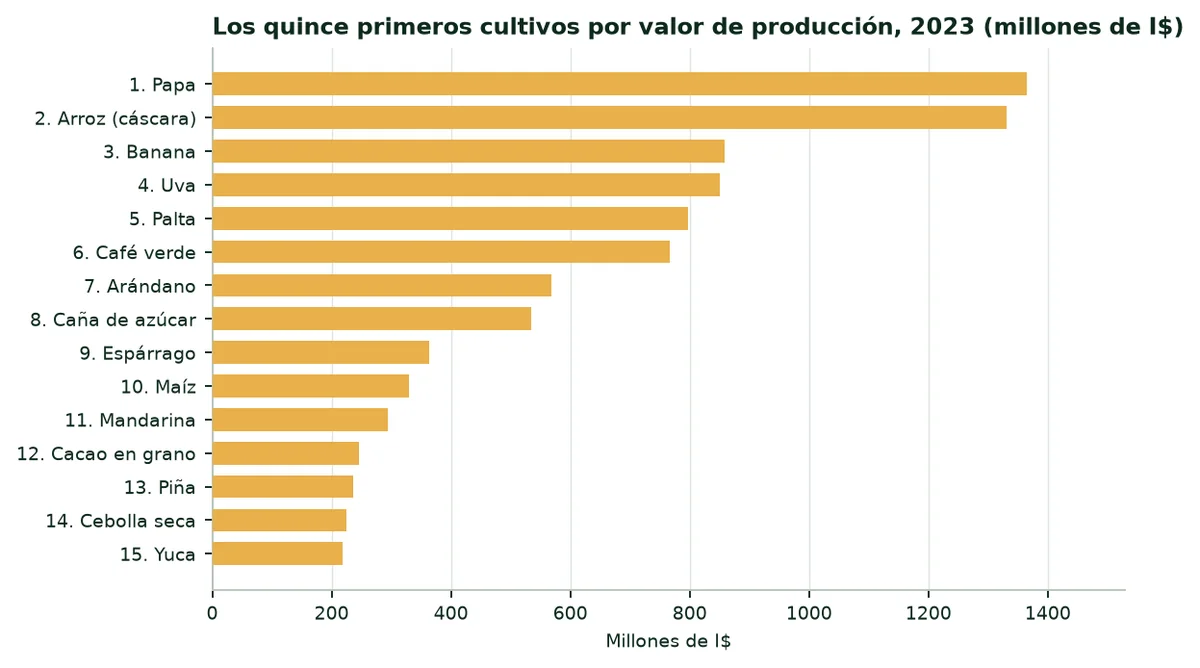 Los quince primeros cultivos por valor de producción, 2023 (millones de I$)
1. Papa
2. Arroz (cáscara)
3. Banana
4. Uva
5. Palta
6. Café verde
7. Arándano
8. Caña de azúcar
9. Espárrago
10. Maíz
11. Mandarina
12. Cacao en grano
13. Piña
14. Cebolla seca
15. Yuca
0 200 400 600 800 1000 1200 1400
Millones de I$